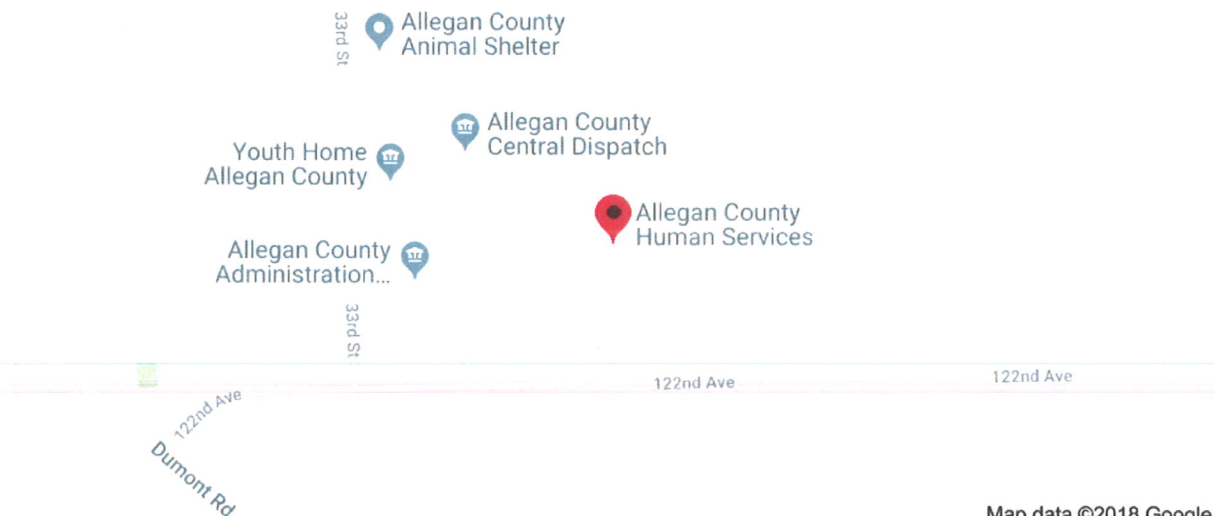 33rd St
Allegan County
Animal Shelter
Allegan County
Central Dispatch
Youth Home
Allegan County
Allegan County
Human Services
Allegan County
Administration...
33rd St
122nd Ave
122nd Ave
122nd Ave
Dumont Rd
Map data ©2018 Google